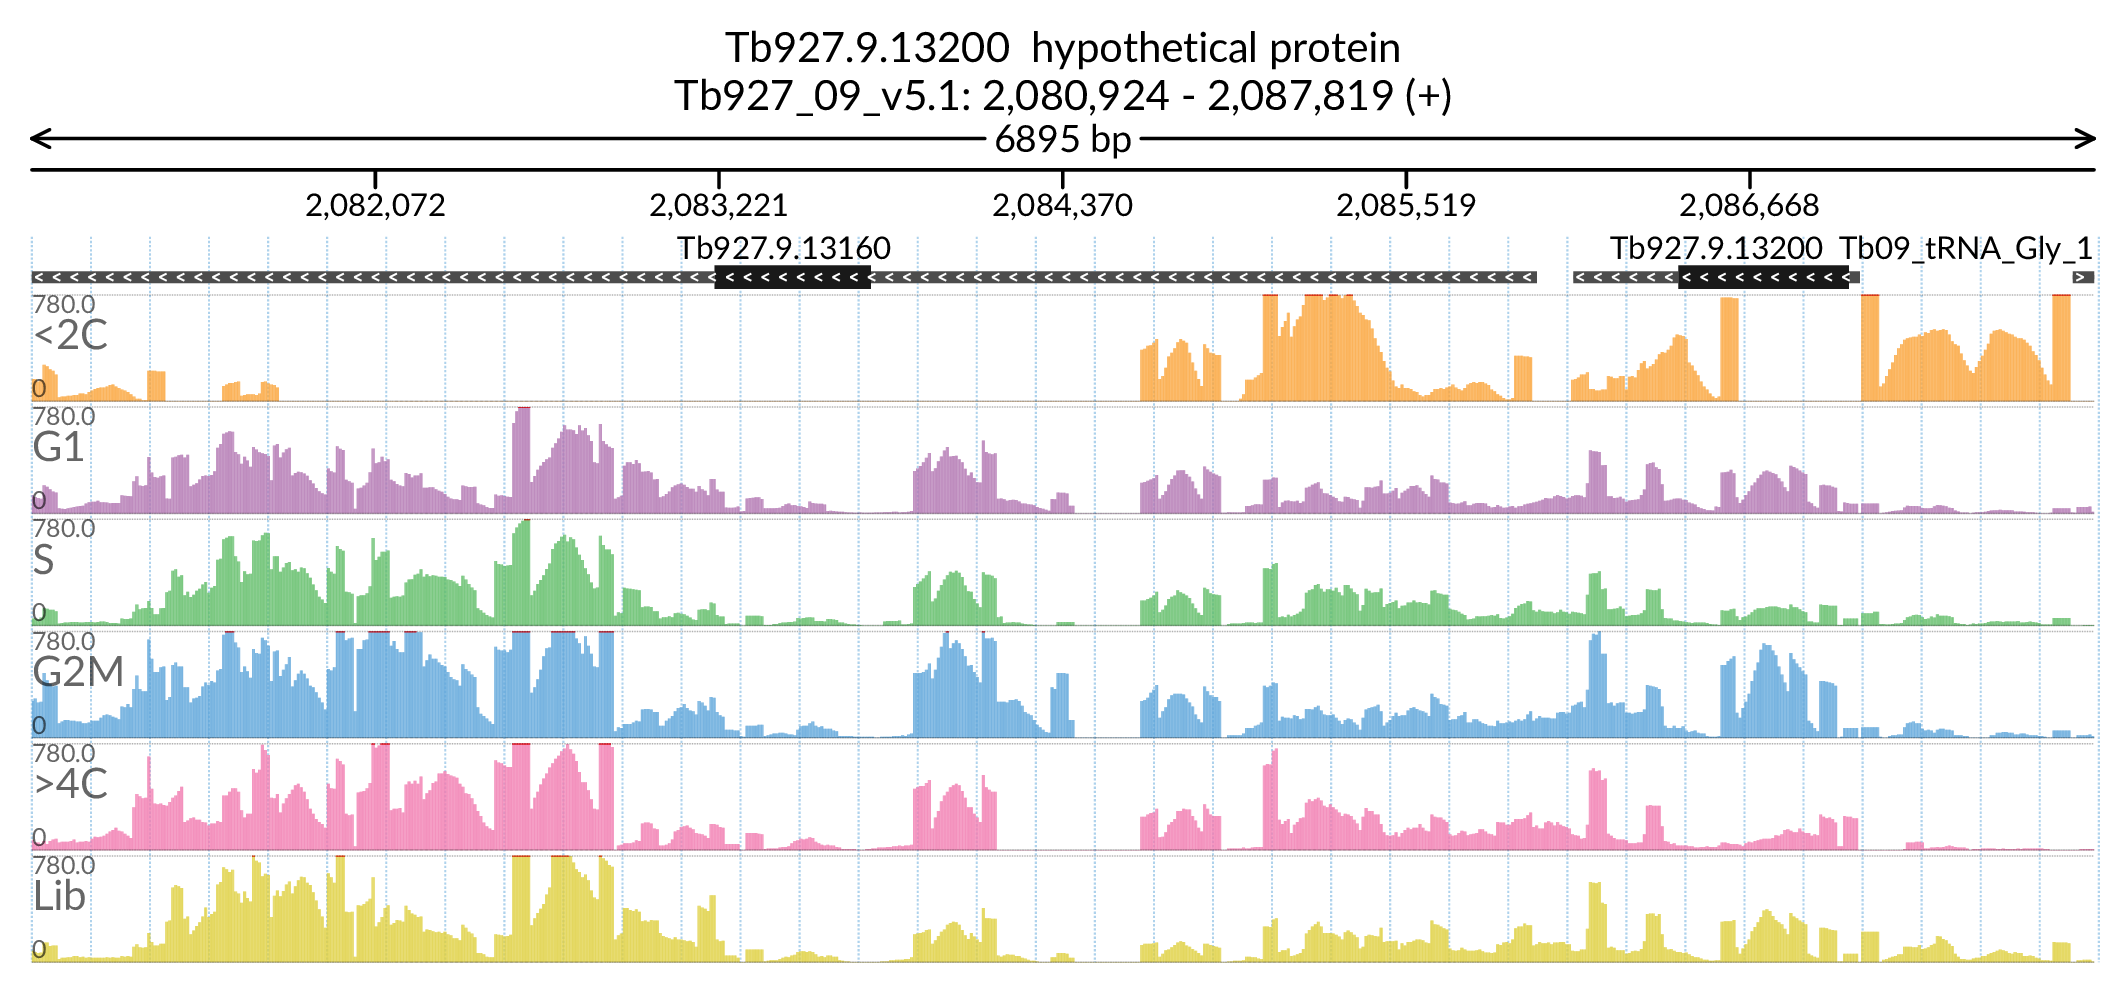 Tb927.9.13200  hypothetical protein
Tb927_09_v5.1: 2,080,924 - 2,087,819 (+)
6895 bp
2,082,072 2,083,221 2,084,370 2,085,519 2,086,668
Tb927.9.13160 Tb927.9.13200 Tb09_tRNA_Gly_1
780.0
<2C
0
780.0
G1
0
780.0
S
0
780.0
G2M
0
780.0
>4C
0
780.0
Lib
0